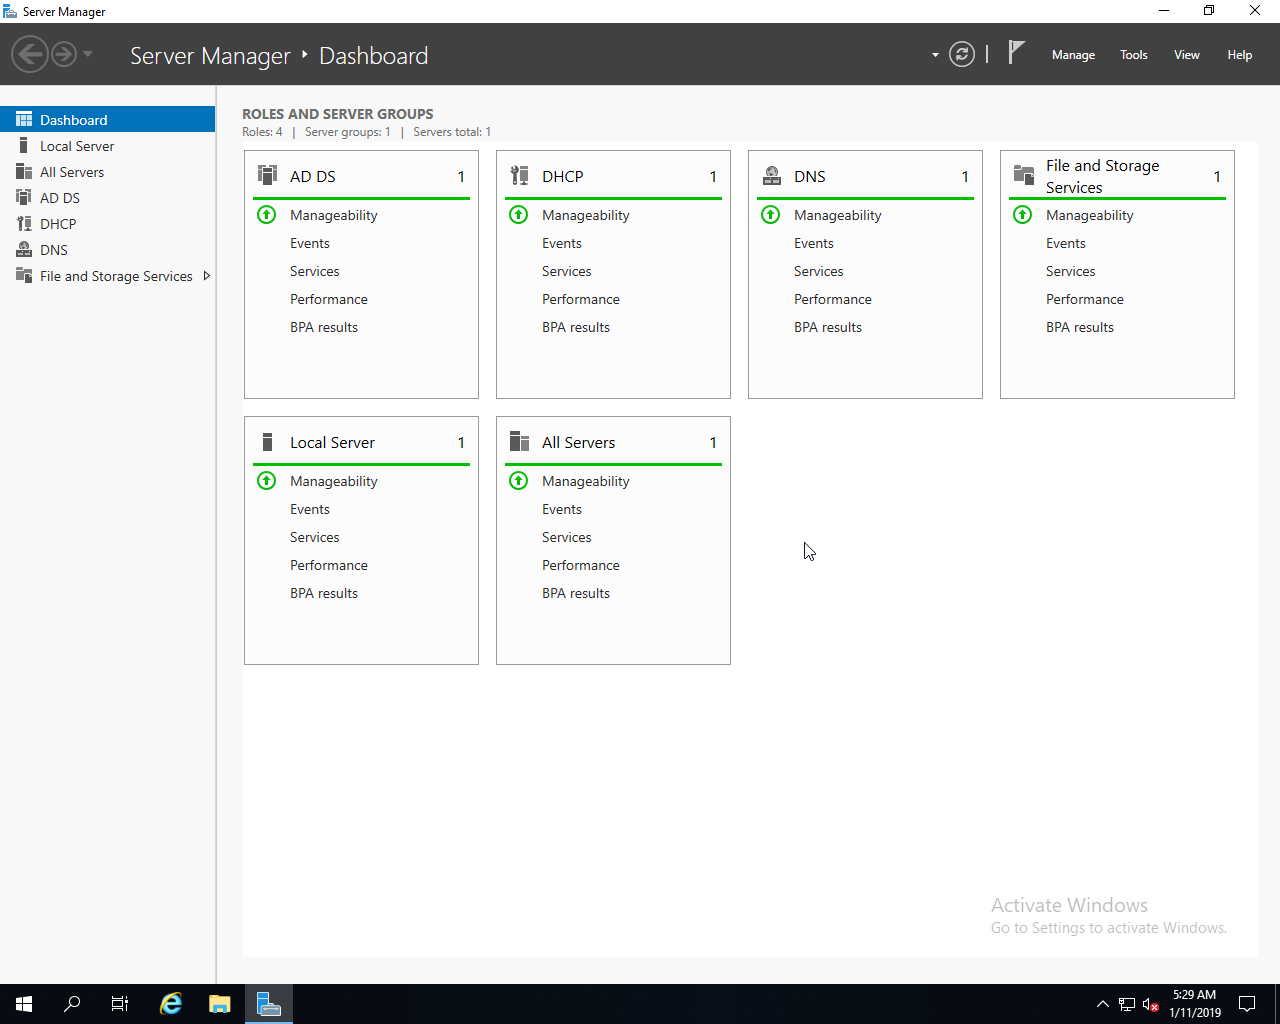 Server Manager
Server Manager
Dashboard
Manage
Tools
View
Help
Dashboard
Local Server
All Servers
AD DS
DHCP
DNS
File and Storage Services
ROLES AND SERVER GROUPS
Roles: 4 | Server groups: 1 | Servers total: 1
AD DS 1
Manageability
Events
Services
Performance
BPA results
DHCP 1
Manageability
Events
Services
Performance
BPA results
DNS 1
Manageability
Events
Services
Performance
BPA results
File and Storage
Services 1
Manageability
Events
Services
Performance
BPA results
Local Server 1
Manageability
Events
Services
Performance
BPA results
All Servers 1
Manageability
Events
Services
Performance
BPA results
Activate Windows
Go to Settings to activate Windows.
5:29 AM
1/11/2019